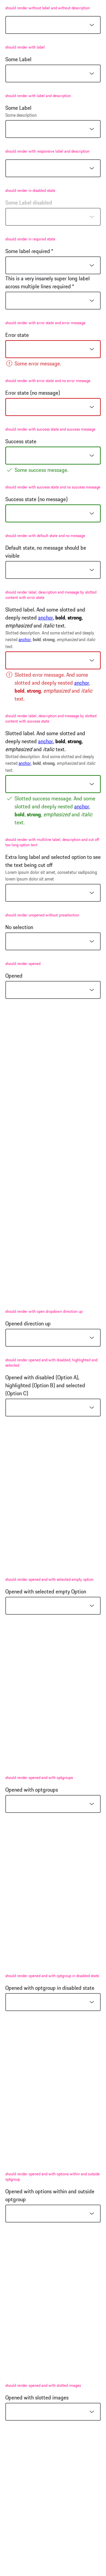 should render without label and without description
should render with label
Some Label
should render with label and description
Some Label
Some description
should render with responsive label and description
should render in disabled state
Some Label disabled
should render in required state
Some label required *
This is a very insanely super long label
across multiple lines required *
should render with error state and error message
Error state
Some error message.
should render with error state and no error message
Error state (no message)
should render with success state and success message
Success state
Some success message.
should render with success state and no success message
Success state (no message)
should render with default state and no message
Default state, no message should be
visible
should render label, description and message by slotted
content with error state
Slotted label. And some slotted and
deeply nested anchor, bold, strong,
emphasized and italic text.
Slotted description. And some slotted and deeply
nested anchor, bold, strong, emphasized and italic
text.
Slotted error message. And some
slotted and deeply nested anchor,
bold, strong, emphasized and italic
text.
should render label, description and message by slotted
content with success state
Slotted label. And some slotted and
deeply nested anchor, bold, strong,
emphasized and italic text.
Slotted description. And some slotted and deeply
nested anchor, bold, strong, emphasized and italic
text.
Slotted success message. And some
slotted and deeply nested anchor,
bold, strong, emphasized and italic
text.
should render with multiline label, description and cut off
too long option text
Extra long label and selected option to see
the text being cut off
Lorem ipsum dolor sit amet, consetetur sadipscing
lorem ipsum dolor sit amet
should render unopened without preselection
should render opened
Opened
should render unopened without preselection
No selection
should render with open dropdown direction up
Opened direction up
should render opened and with disabled, highlighted and
selected
Opened with disabled (Option A),
highlighted (Option B) and selected
(Option C)
should render opened and with selected empty option
Opened with selected empty Option
should render opened and with optgroups
Opened with optgroups
should render opened and with optgroup in disabled state
Opened with optgroup in disabled state
should render opened and with options within and outside
optgroup
Opened with options within and outside
optgroup
should render opened and with slotted images
Opened with slotted images